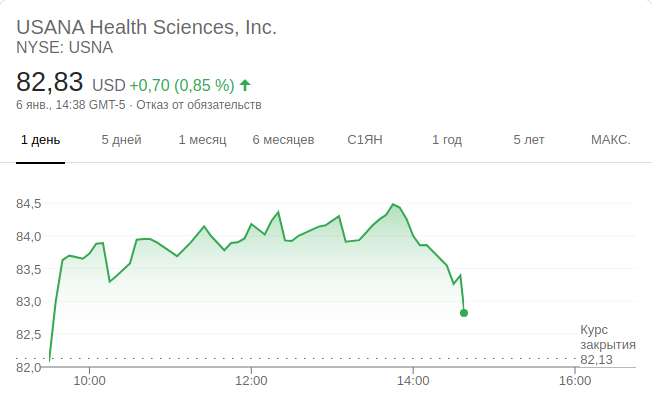 USANA Health Sciences, Inc.
NYSE: USNA
82,83 USD +0,70 (0,85 %)
6 янв., 14:38 GMT-5 · Отказ от обязательств
1 день 5 дней 1 месяц 6 месяцев С1ЯН 1 год 5 лет МАКС.
84,5
84,0
83,5
83,0
82,5
82,0
Курс
закрытия
82,13
10:00 12:00 14:00 16:00